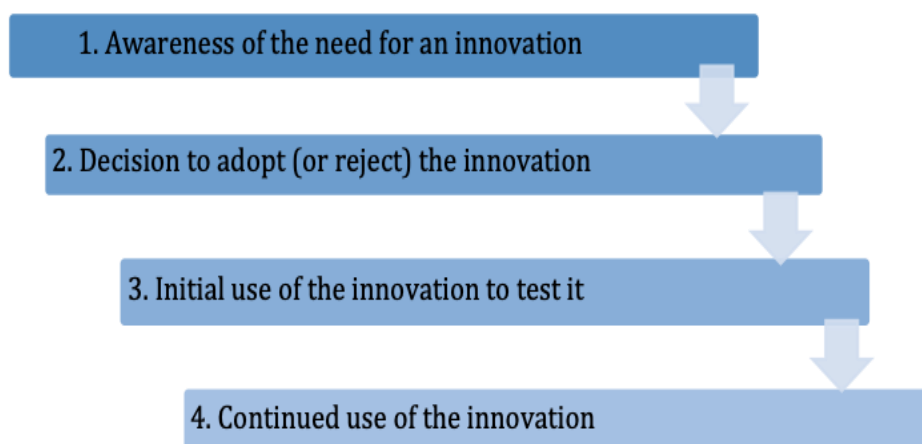 1. Awareness of the need for an innovation
2. Decision to adopt (or reject) the innovation
3. Initial use of the innovation to test it
4. Continued use of the innovation